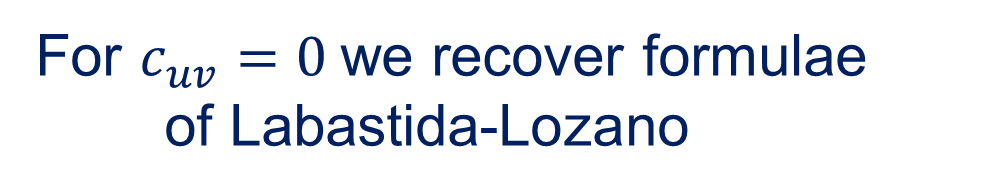 For $c_{uv} = 0$ we recover formulae
of Labastida-Lozano